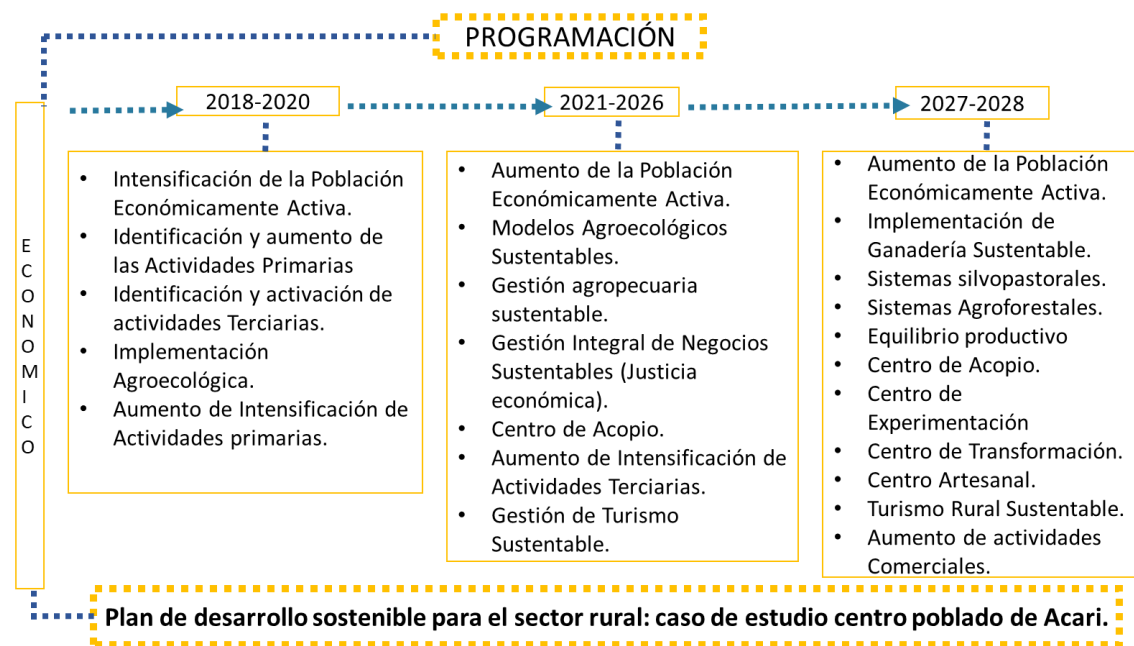 PROGRAMACIÓN
ECONOMICO
2018-2020
• Intensificación de la Población
Económicamente Activa.
• Identificación y aumento de
las Actividades Primarias
• Identificación y activación de
actividades Terciarias.
• Implementación
Agroecológica.
• Aumento de Intensificación de
Actividades primarias.
2021-2026
• Aumento de la Población
Económicamente Activa.
• Modelos Agroecológicos
Sustentables.
• Gestión agropecuaria
sustentable.
• Gestión Integral de Negocios
Sustentables (Justicia
económica).
• Centro de Acopio.
• Aumento de Intensificación de
Actividades Terciarias.
• Gestión de Turismo
Sustentable.
2027-2028
• Aumento de la Población
Económicamente Activa.
• Implementación de
Ganadería Sustentable.
• Sistemas silvopastorales.
• Sistemas Agroforestales.
• Equilibrio productivo
• Centro de Acopio.
• Centro de
Experimentación
• Centro de Transformación.
• Centro Artesanal.
• Turismo Rural Sustentable.
• Aumento de actividades
Comerciales.
Plan de desarrollo sostenible para el sector rural: caso de estudio centro poblado de Acari.